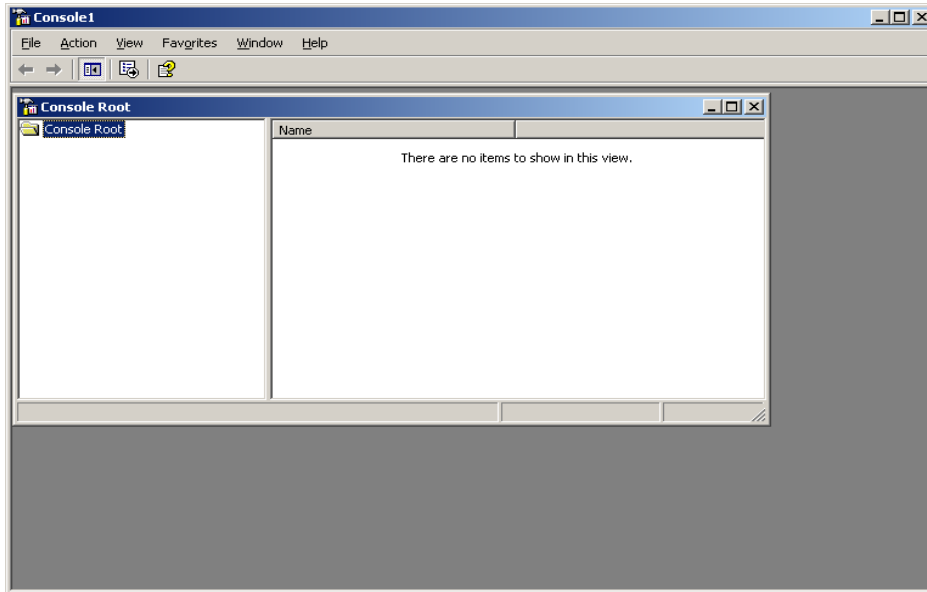 Console1
File Action View Favorites Window Help
Console Root
Console Root
Name
There are no items to show in this view.